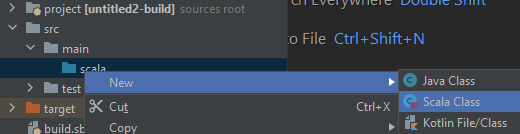 project [untitled2-build] sources root
src
main
scala
test
target
build.sb
ch Everywhere Double Shift
to File Ctrl+Shift+N
New
Cut Ctrl+X
Copy
Java Class
Scala Class
Kotlin File/Class